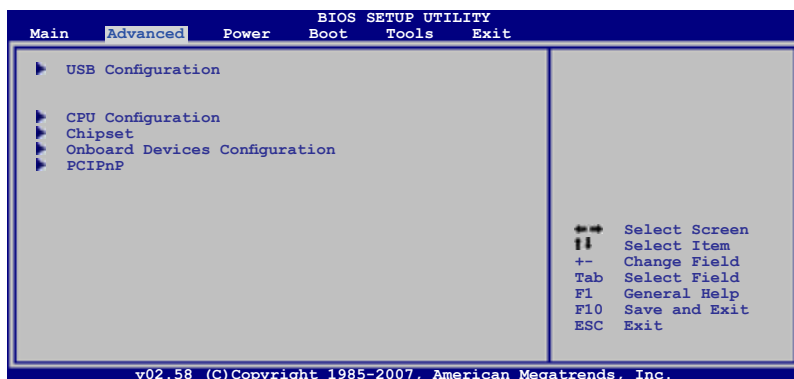 BIOS SETUP UTILITY
Main Advanced Power Boot Tools Exit
USB Configuration
CPU Configuration
Chipset
Onboard Devices Configuration
PCIPnP
Select Screen
Select Item
+- Change Field
Tab Select Field
F1 General Help
F10 Save and Exit
ESC Exit
v02.58 (C)Copyright 1985-2007, American Megatrends, Inc.